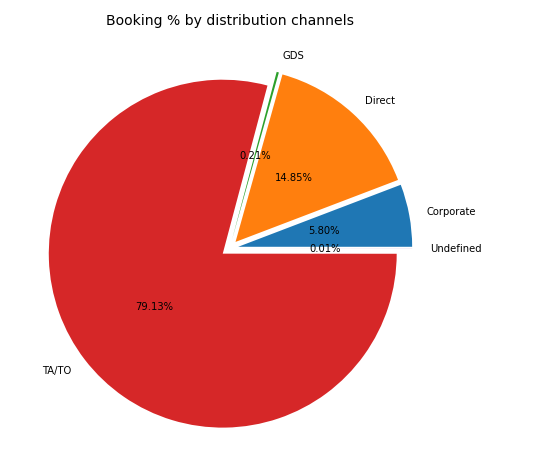 Booking % by distribution channels
GDS
Direct
0.21%
14.85%
Corporate
5.80%
0.01%
Undefined
79.13%
TA/TO